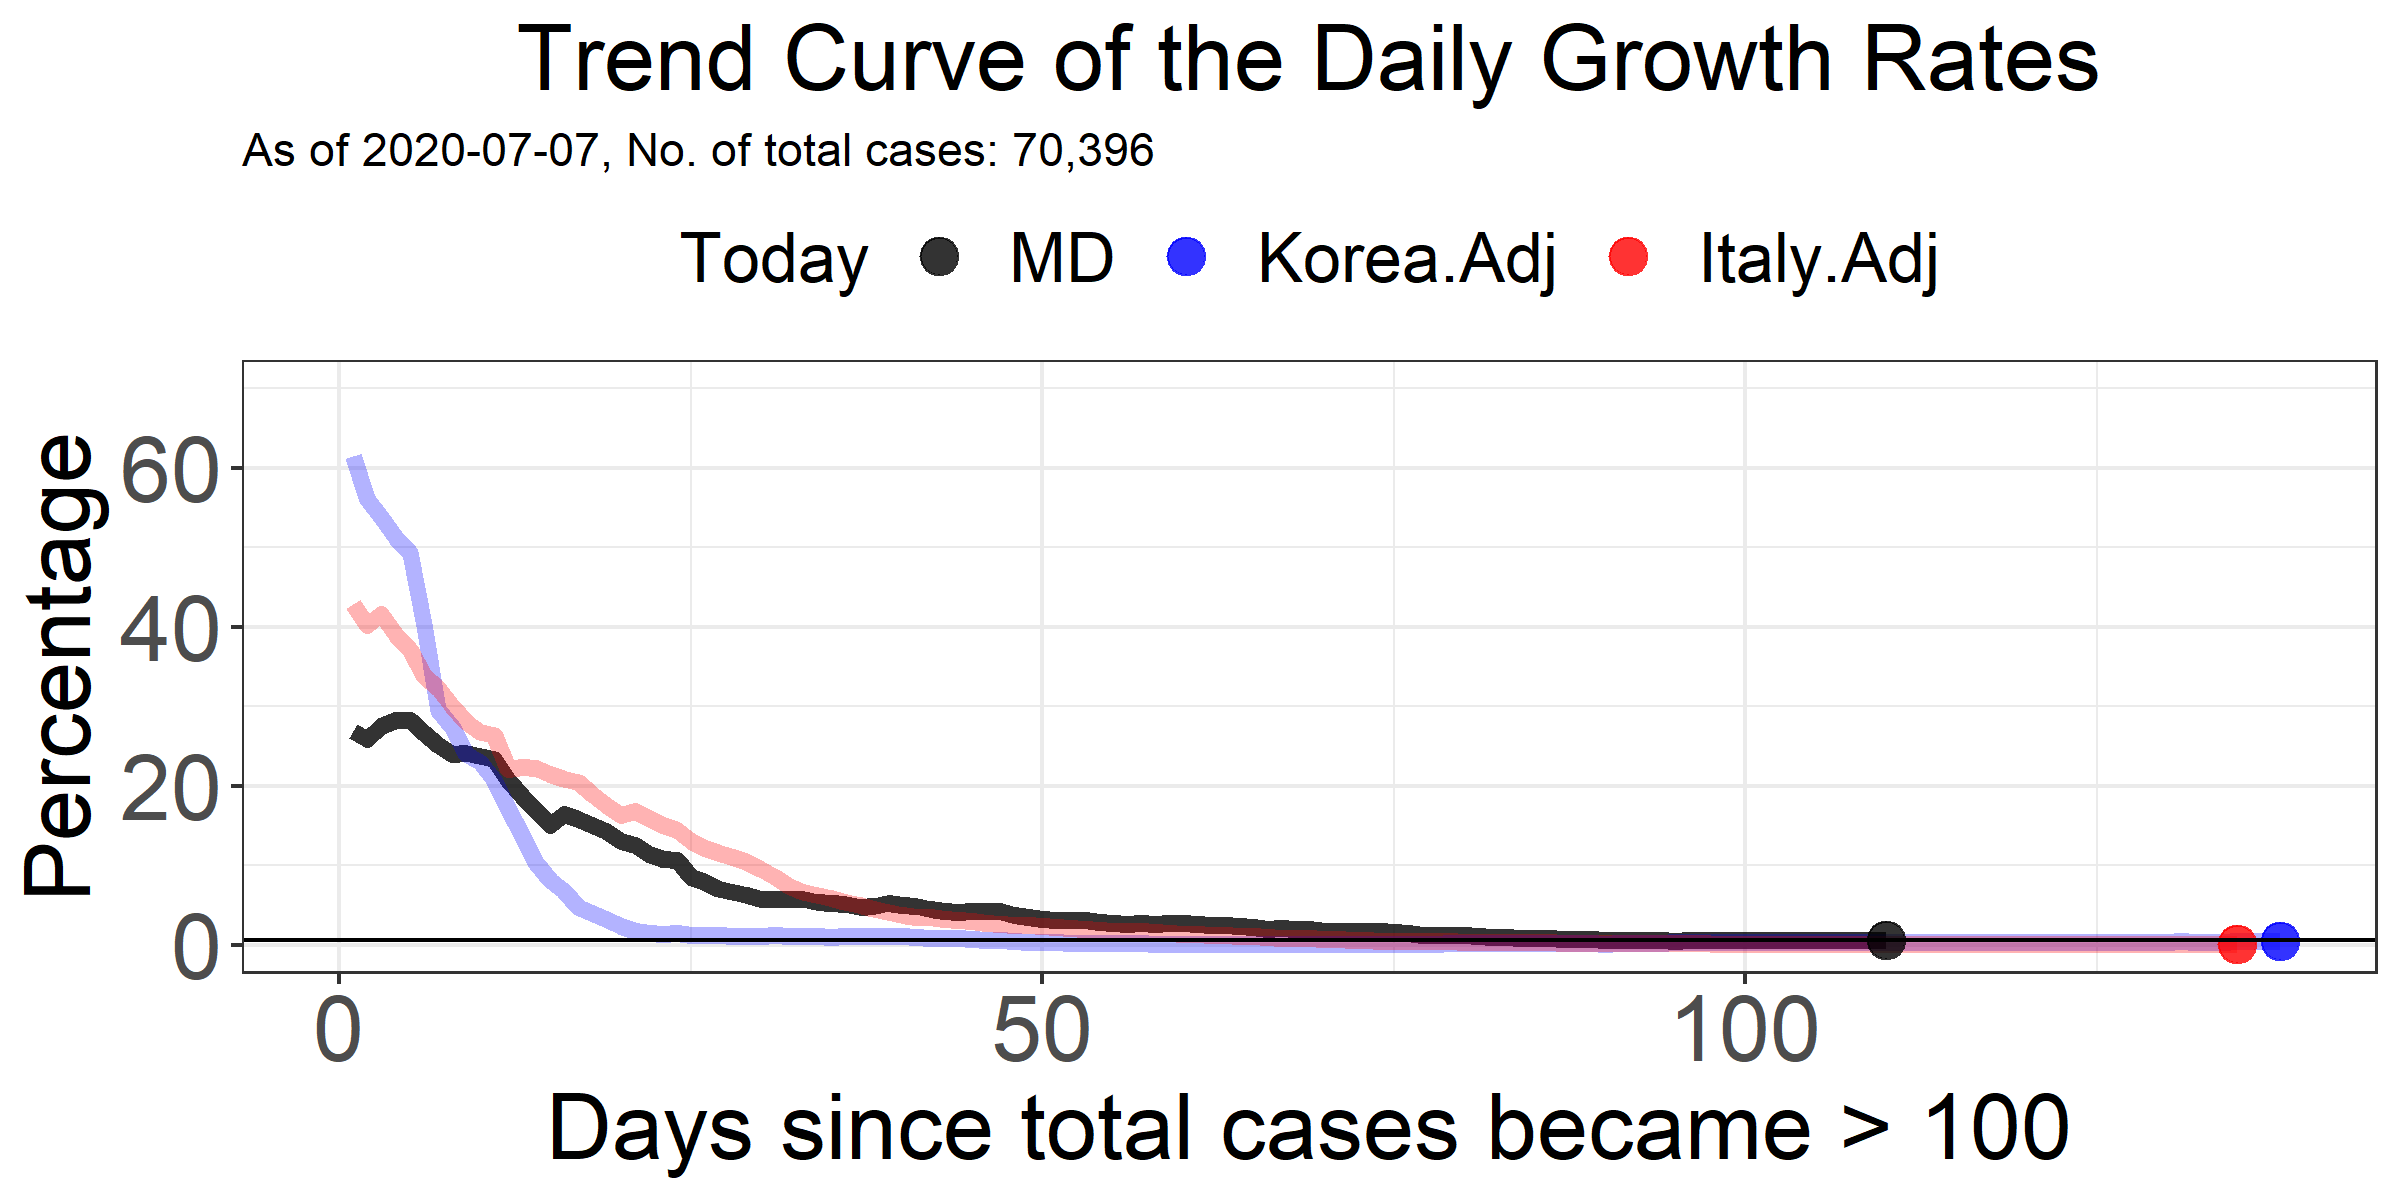 Trend Curve of the Daily Growth Rates
As of 2020-07-07, No. of total cases: 70,396
Today MD Korea.Adj Italy.Adj
Percentage
60
40
20
0
0 50 100
Days since total cases became > 100